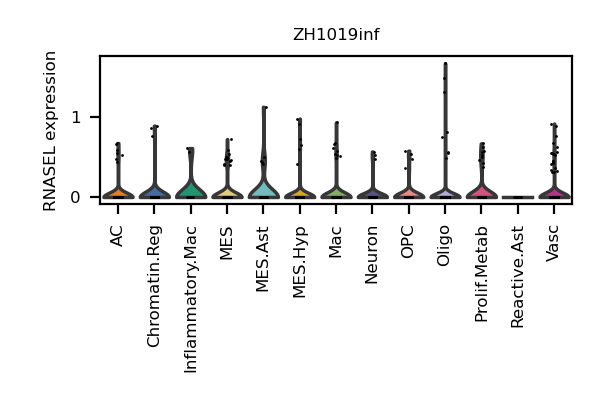 ZH1019inf
RNASEL expression
1
0
AC
Chromatin.Reg
Inflammatory.Mac
MES
MES.Ast
MES.Hyp
Mac
Neuron
OPC
Oligo
Prolif.Metab
Reactive.Ast
Vasc